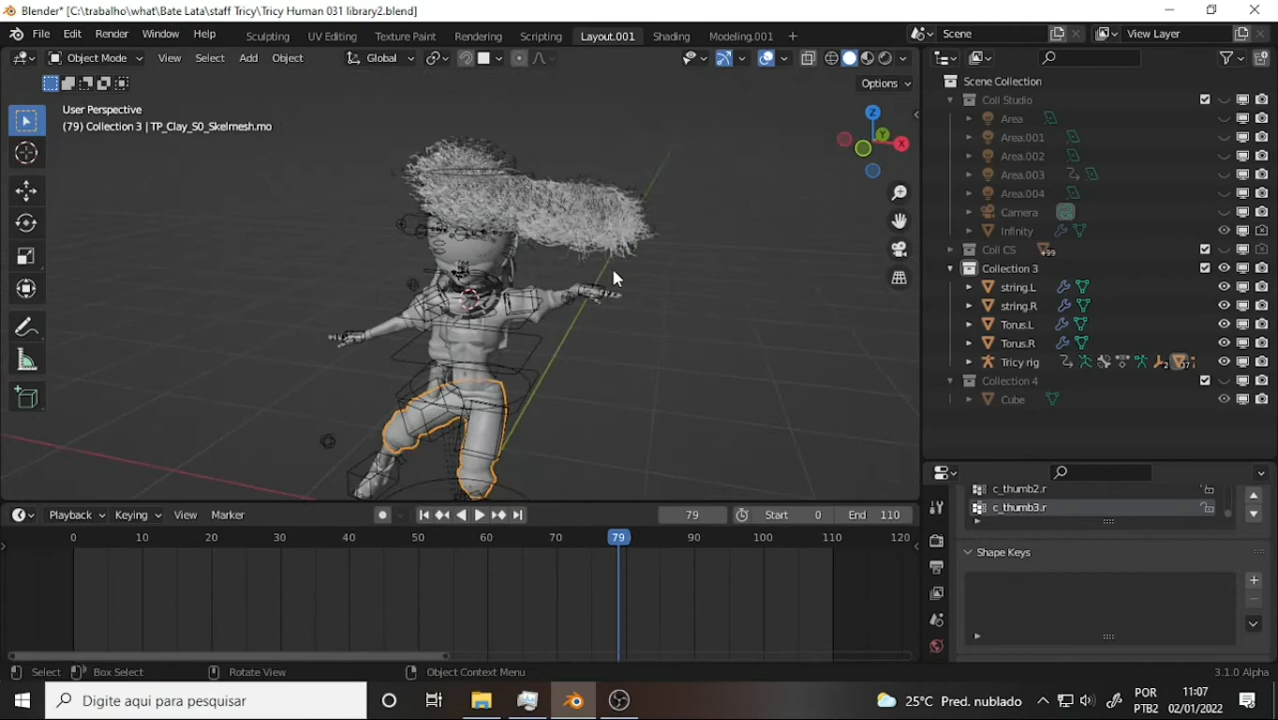 Blender* [C:\trabalho\what\Bate Lata\staff Tricy\Tricy Human 031 library2.blend]
File Edit Render Window Help Sculpting UV Editing Texture Paint Rendering Scripting Layout.001 Shading Modeling.001 Scene View Layer
Object Mode View Select Add Object Global
Options
User Perspective
(79) Collection 3 | TP_Clay_S0_Skelmesh.mo
Z
Y
X
Scene Collection
Coll Studio
Area
Area.001
Area.002
Area.003
Area.004
Camera
Infinity
Coll CS
+99
Collection 3
string.L
string.R
Torus.L
Torus.R
Tricy rig
Collection 4
Cube
Playback Keying View Marker 79 Start 0 End 110
0 10 20 30 40 50 60 79 90 100 110 120
c_thumb2.r
c_thumb3.r
Shape Keys
Select Box Select Rotate View Object Context Menu 3.1.0 Alpha
Digite aqui para pesquisar
25°C Pred. nublado
POR
PTB2
11:07
02/01/2022